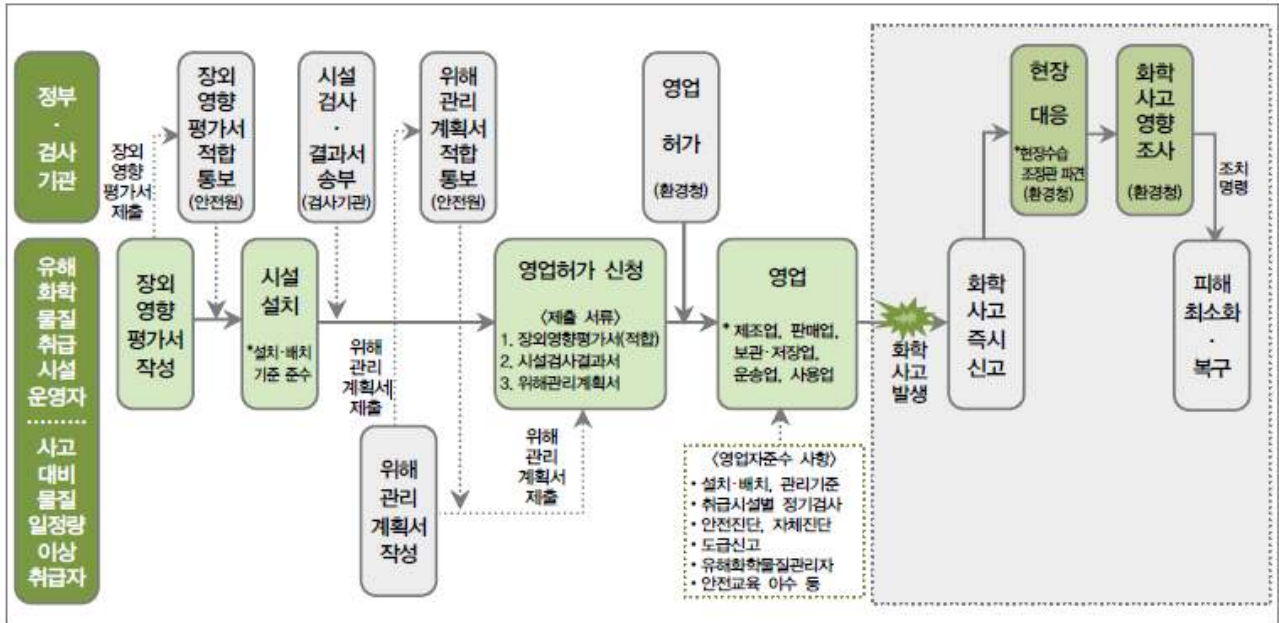 정부
·
검사
기관
장외
영향
평가서
제출
장외
영향
평가서
적합
통보
(안전원)
시설
검사
·
결과서
송부
(검사기관)
위해
관리
계획서
적합
통보
(안전원)
영업
허가
(환경청)
현장
대응
*현장수습
조정관 파견
(환경청)
화학
사고
영향
조사
(환경청)
조치
명령
유해
화학
물질
취급
시설
운영자
사고
대비
물질
일정량
이상
취급자
장외
영향
평가서
작성
시설
설치
*설치·배치
기준 준수
위해
관리
계획서
제출
위해
관리
계획서
작성
영업허가 신청
〈제출 서류〉
1. 장외영향평가서(적합)
2. 시설검사결과서
3. 위해관리계획서
위해
관리
계획서
제출
영업
* 제조업, 판매업,
보관·저장업,
운송업, 사용업
〈영업자준수 사항〉
• 설치·배치, 관리기준
• 취급시설별 정기검사
• 안전진단, 자체진단
• 도급신고
• 유해화학물질관리자
• 안전교육 이수 등
화학
사고
발생
화학
사고
즉시
신고
피해
최소화
·
복구